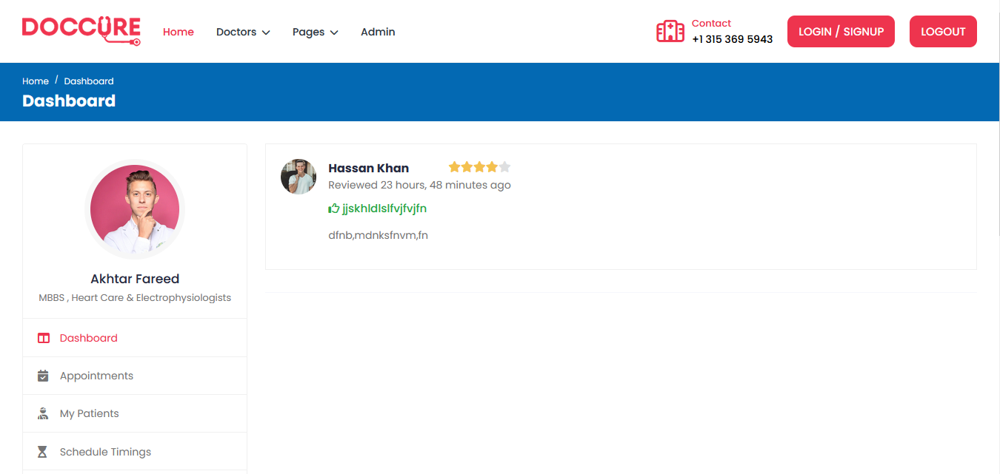 DOCCURE
Home
Doctors
Pages
Admin
Contact
+1 315 369 5943
LOGIN / SIGNUP
LOGOUT
Home / Dashboard
Dashboard
Akhtar Fareed
MBBS , Heart Care & Electrophysiologists
Dashboard
Appointments
My Patients
Schedule Timings
Hassan Khan
Reviewed 23 hours, 48 minutes ago
jjskhldlslfvjfvjfn
dfnb,mdnksfnvm,fn